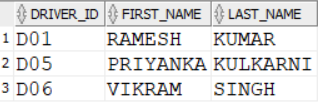 DRIVER_ID FIRST_NAME LAST_NAME
1 D01 RAMESH KUMAR
2 D05 PRIYANKA KULKARNI
3 D06 VIKRAM SINGH